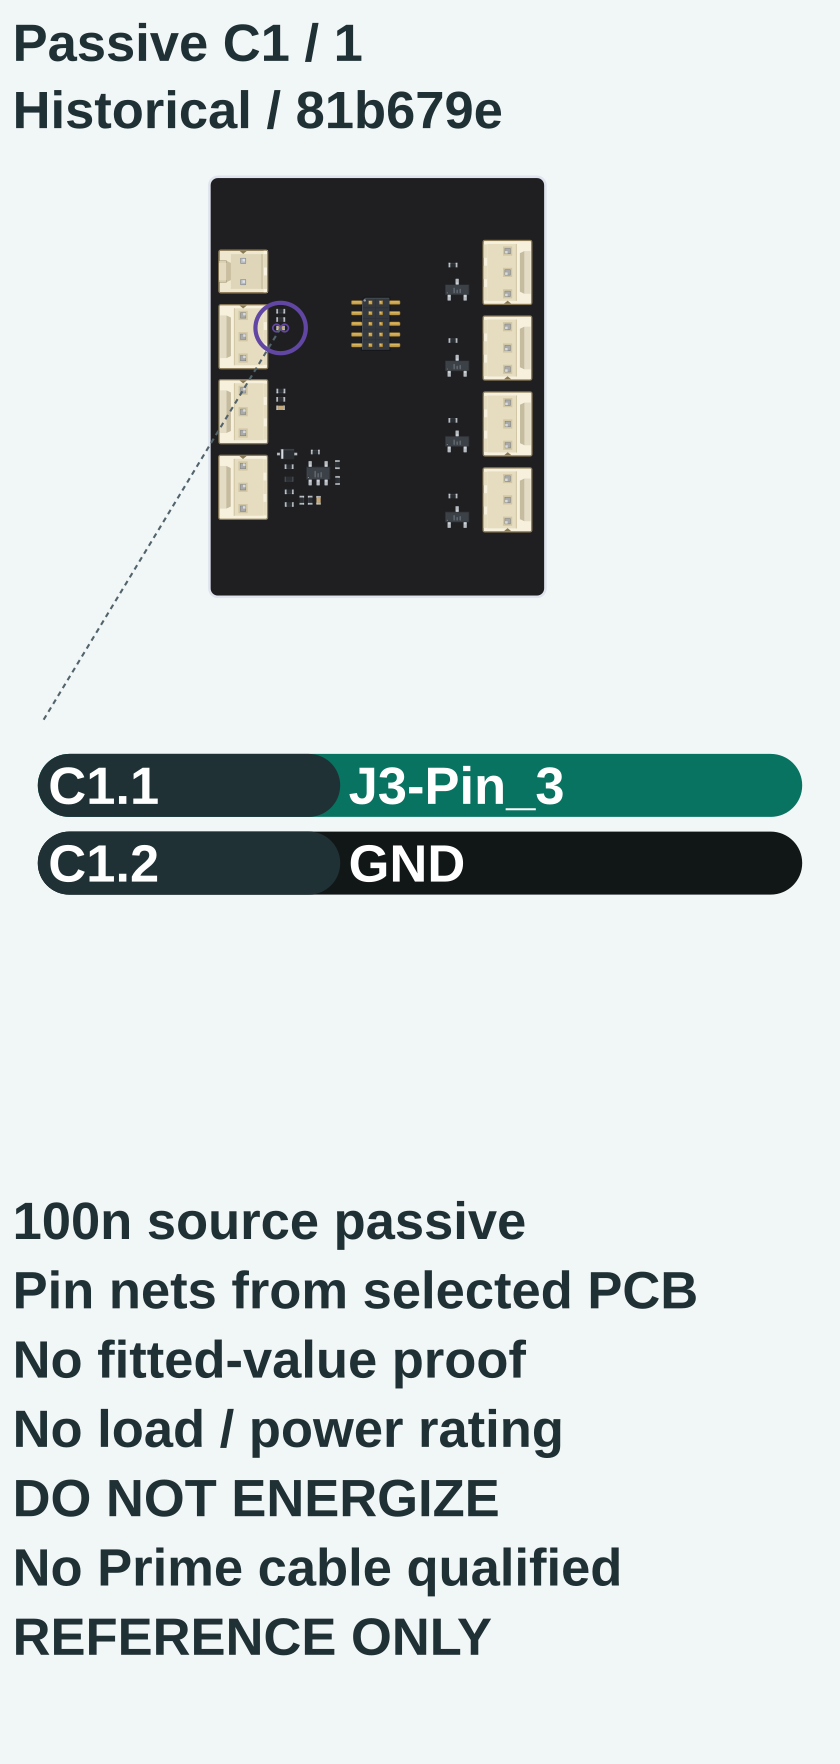 Passive C1 / 1
Historical / 81b679e
C1.1 J3-Pin_3
C1.2 GND
100n source passive
Pin nets from selected PCB
No fitted-value proof
No load / power rating
DO NOT ENERGIZE
No Prime cable qualified
REFERENCE ONLY